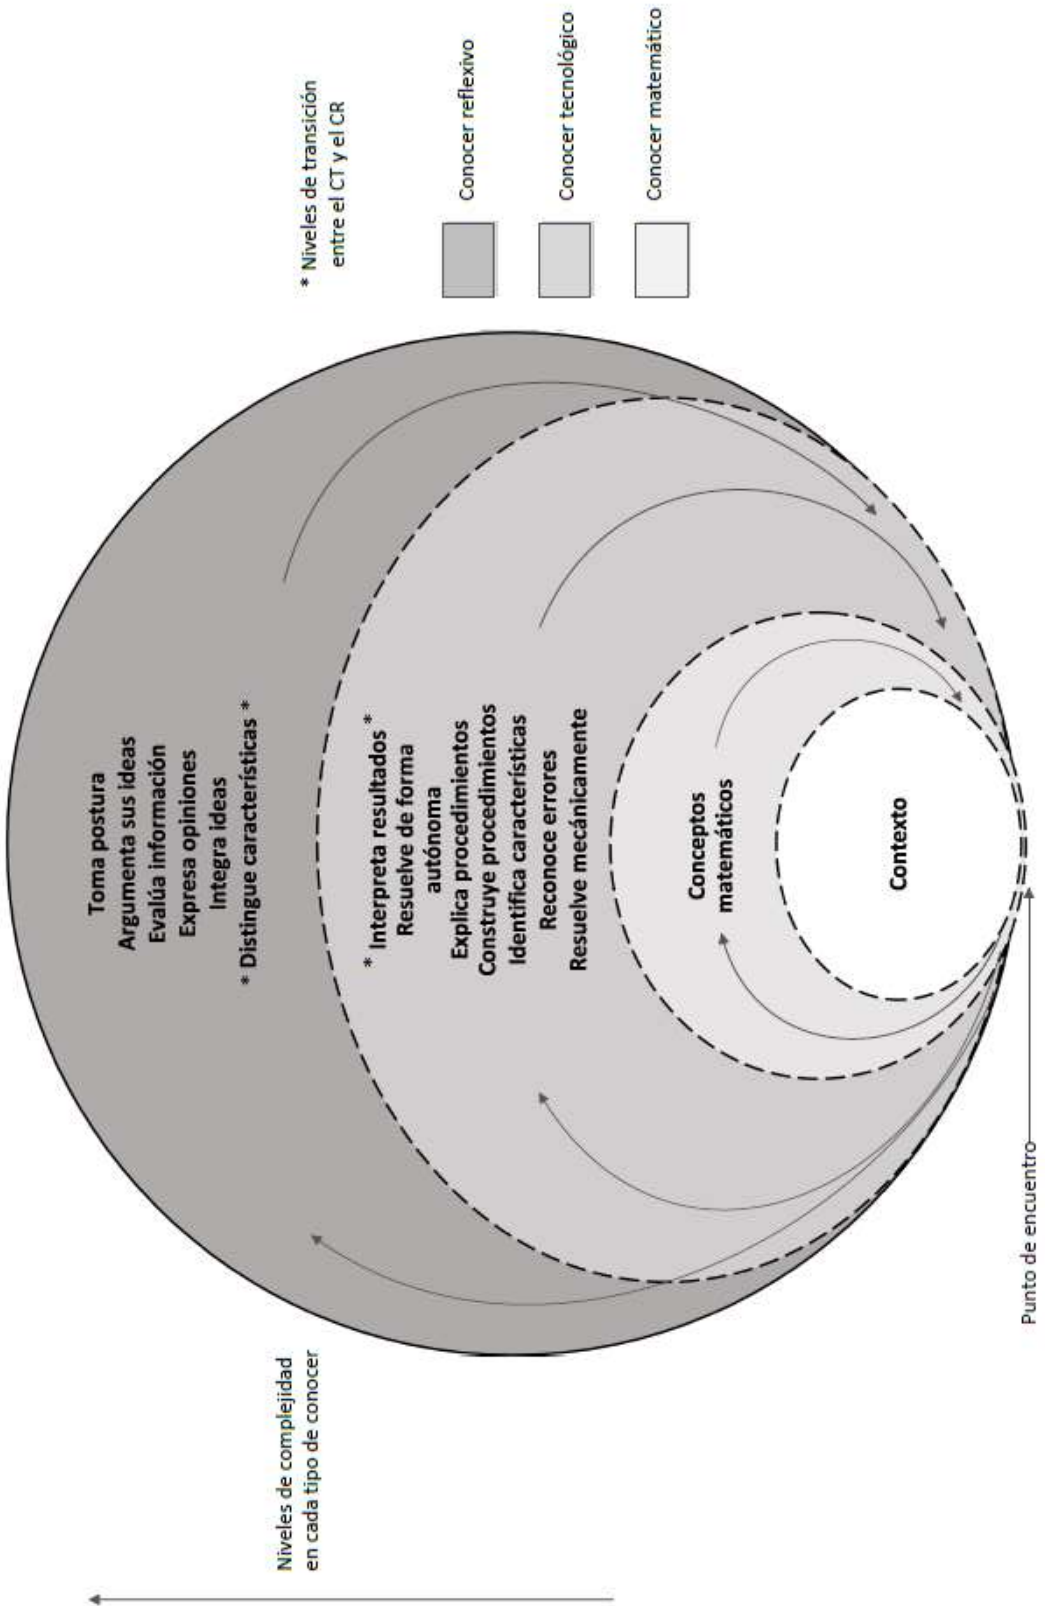 Niveles de complejidad
en cada tipo de conocer
Toma postura
Argumenta sus ideas
Evalúa información
Expresa opiniones
Integra ideas
* Distingue características *
* Interpreta resultados *
Resuelve de forma
autónoma
Explica procedimientos
Construye procedimientos
Identifica características
Reconoce errores
Resuelve mecánicamente
Conceptos
matemáticos
Contexto
Punto de encuentro
* Niveles de transición
entre el CT y el CR
Conocer reflexivo
Conocer tecnológico
Conocer matemático